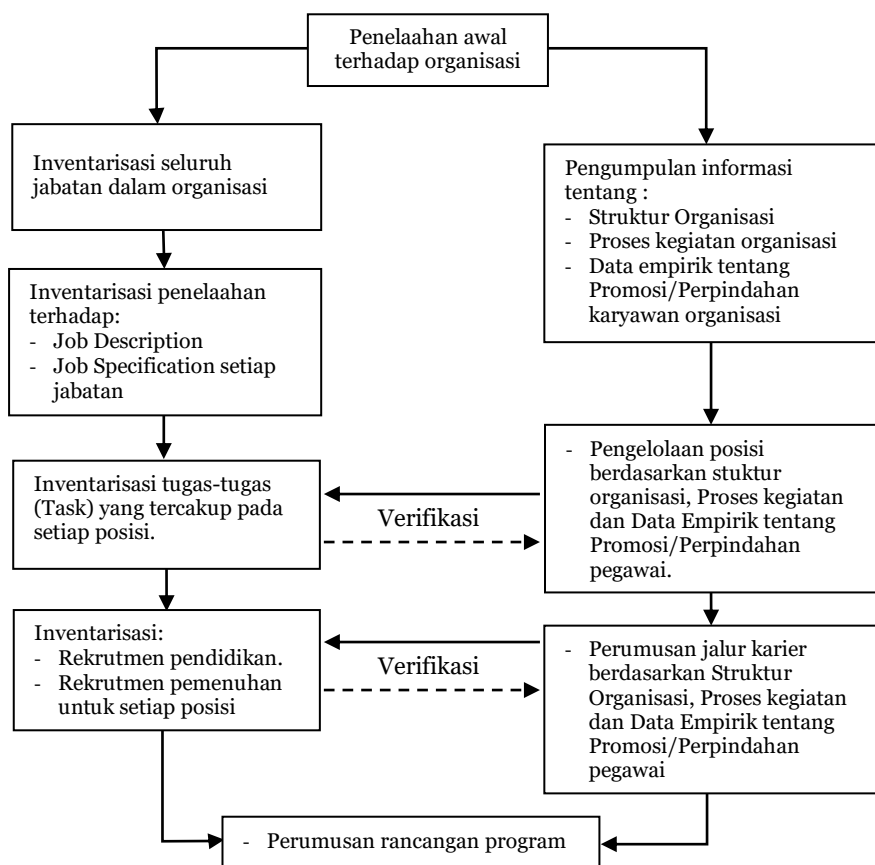 Penelaahan awal
terhadap organisasi
Inventarisasi seluruh
jabatan dalam organisasi
Pengumpulan informasi
tentang :
- Struktur Organisasi
- Proses kegiatan organisasi
- Data empirik tentang
Promosi/Perpindahan
karyawan organisasi
Inventarisasi penelaahan
terhadap:
- Job Description
- Job Specification setiap
jabatan
Inventarisasi tugas-tugas
(Task) yang tercakup pada
setiap posisi.
Verifikasi
- Pengelolaan posisi
berdasarkan stuktur
organisasi, Proses kegiatan
dan Data Empirik tentang
Promosi/Perpindahan
pegawai.
Inventarisasi:
- Rekrutmen pendidikan.
- Rekrutmen pemenuhan
untuk setiap posisi
Verifikasi
- Perumusan jalur karier
berdasarkan Struktur
Organisasi, Proses kegiatan
dan Data Empirik tentang
Promosi/Perpindahan
pegawai
- Perumusan rancangan program